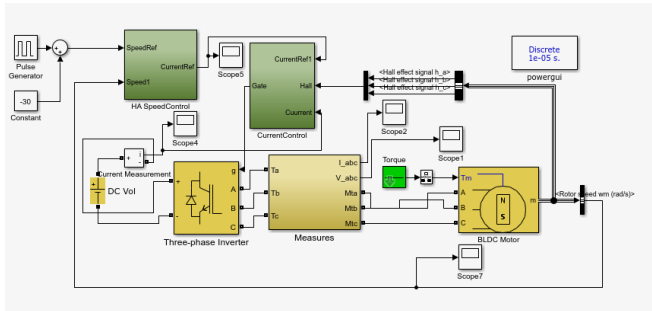 Pulse
Generator
-30
Constant
SpeedRef
CurrentRef
Speed1
HA SpeedControl
Scope5
CurrentRef1
Gate
Hall
Cuurrent
CurrentControl
<Hall effect signal h_a>
<Hall effect signal h_b>
<Hall effect signal h_c>
Discrete
1e-05 s.
powergui
Scope2
Scope4
Scope1
+
i
-
Current Measurement
+
DC Vol
+
-
g
A
B
C
Three-phase Inverter
Ta
Tb
Tc
I_abc
V_abc
Mta
Mtb
Mtc
Measures
Torque
Tm
A
B
C
N
S
m
<Rotor speed wm (rad/s)>
BLDC Motor
Scope7